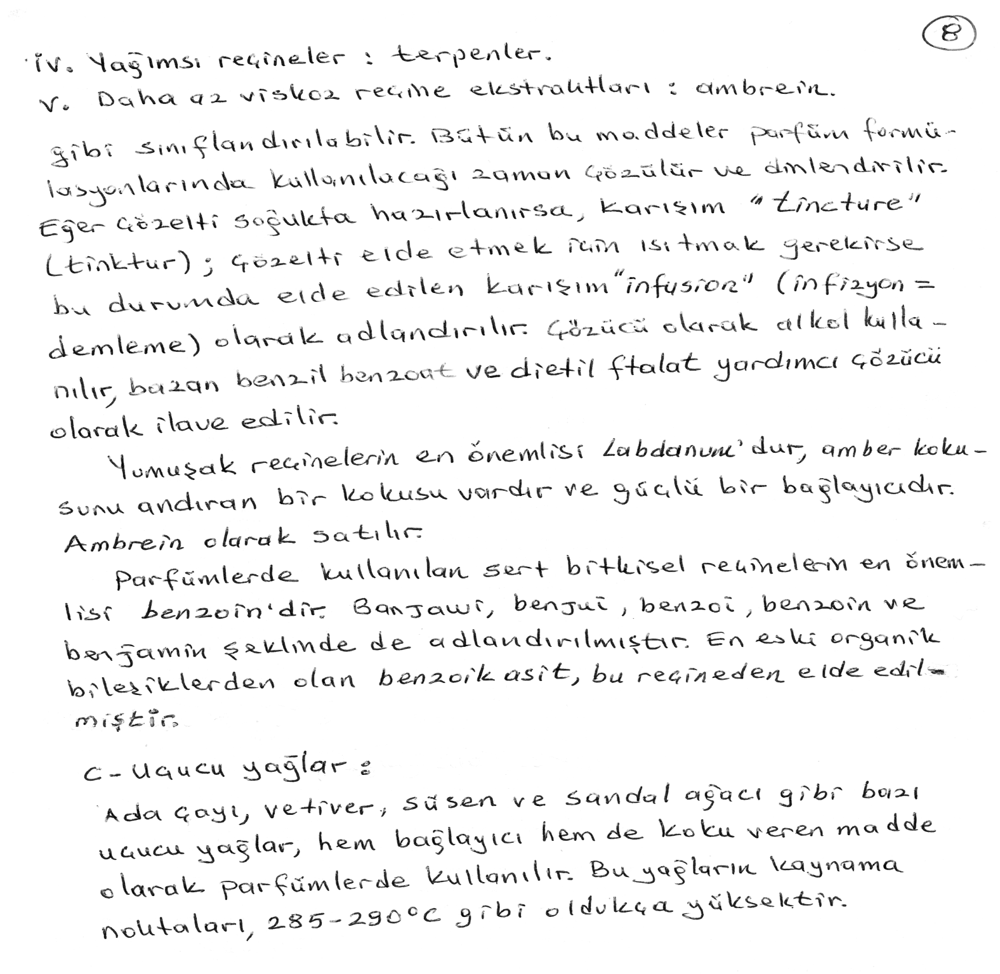 8
iv. Yağımsı reçineler : terpenler.
v. Daha az viskoz reçine ekstraktları : ambrein.
gibi sınıflandırılabilir. Bütün bu maddeler parfüm formü-
lasyonlarında kullanılacağı zaman çözülür ve dinlendirilir.
Eğer çözelti soğukta hazırlanırsa, karışım "tincture"
(tinktur) ; çözelti elde etmek için ısıtmak gerekirse
bu durumda elde edilen karışım "infusion" (infizyon =
demleme) olarak adlandırılır. Çözücü olarak alkol kulla-
nılır, bazan benzil benzoat ve dietil ftalat yardımcı çözücü
olarak ilave edilir.
Yumuşak reçinelerin en önemlisi Labdanum'dur, amber koku-
sunu andıran bir kokusu vardır ve güçlü bir bağlayıcıdır.
Ambrein olarak satılır.
Parfümlerde kullanılan sert bitkisel reçinelerin en önem-
lisi benzoin'dir. Banjawi, benjui, benzoi, benzoin ve
benjamin şeklinde de adlandırılmıştır. En eski organik
bileşiklerden olan benzoik asit, bu reçineden elde edil-
miştir.
C- Uçucu yağlar :
Ada çayı, vetiver, süsen ve sandal ağacı gibi bazı
uçucu yağlar, hem bağlayıcı hem de koku veren madde
olarak parfümlerde kullanılır. Bu yağların kaynama
noktaları, 285-290°C gibi oldukça yüksektir.